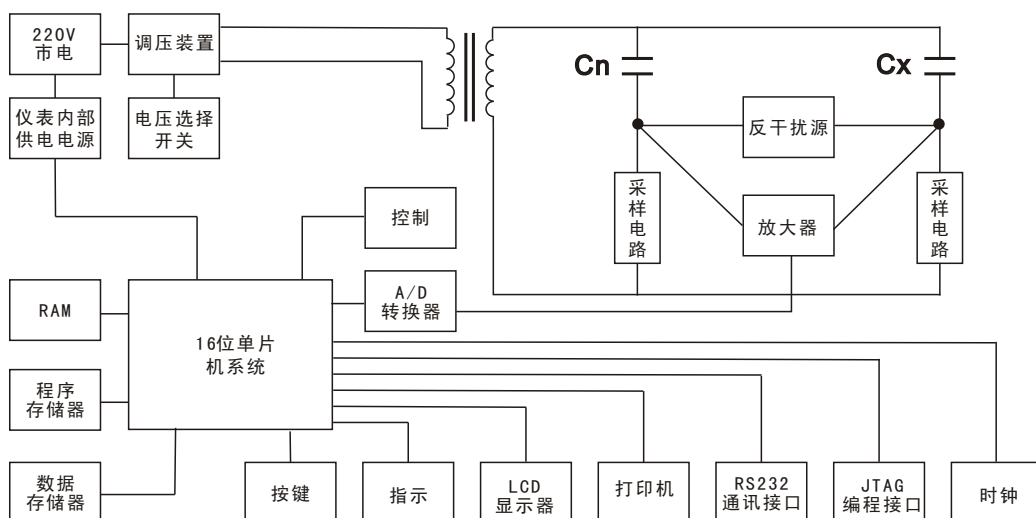 220V
市电
调压装置
Cn
Cx
仪表内部
供电电源
电压选择
开关
反干扰源
采
样
电
路
放大器
采
样
电
路
控制
RAM
A/D
转换器
16位单片
机系统
程序
存储器
数据
存储器
按键
指示
LCD
显示器
打印机
RS232
通讯接口
JTAG
编程接口
时钟